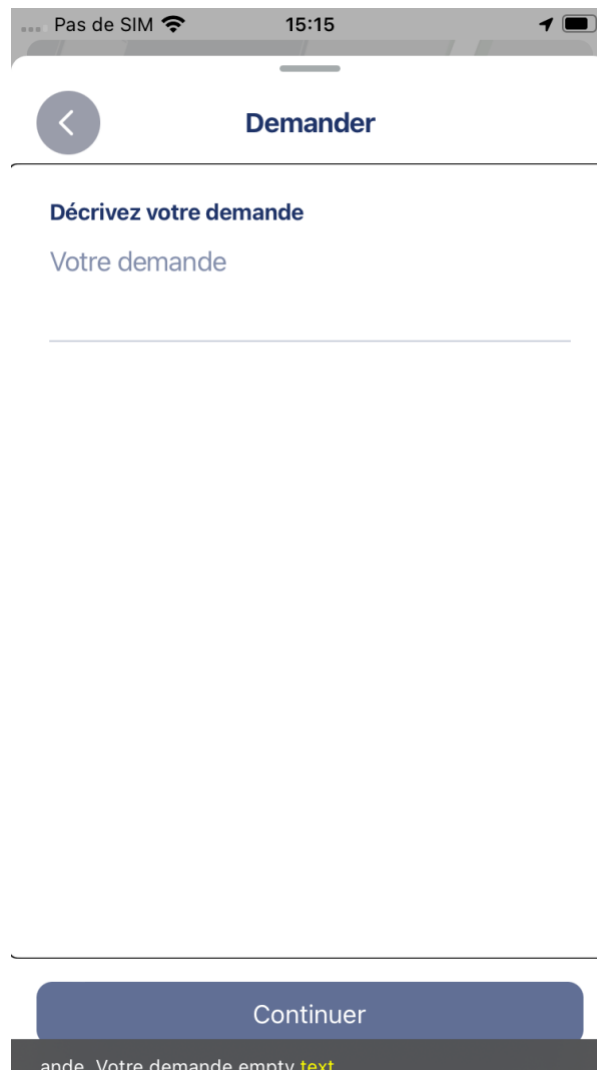 Pas de SIM 15:15
Demander
Décrivez votre demande
Votre demande
Continuer
ande Votre demande empty text